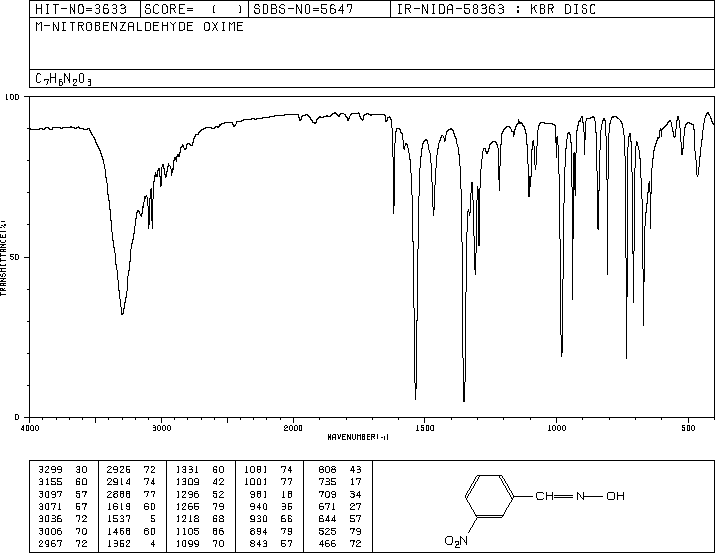 HIT-NO=3633 SCORE= ( ) SDBS-NO=5647 IR-NIDA-58363 : KBR DISC
M-NITROBENZALDEHYDE OXIME
C7H6N2O3
100
50
0
TRANSMITTANCE(%)
4000 3000 2000 1500 1000 500
WAVENUMBER(-1)
3299 30 2926 72 1331 60 1081 74 808 43
3155 60 2914 74 1309 42 1001 77 735 17
3097 57 2888 77 1296 52 981 18 709 34
3071 57 1619 60 1266 79 940 36 671 27
3036 72 1537 5 1218 68 930 66 644 57
3006 70 1468 60 1105 66 894 79 525 79
2967 72 1352 4 1099 70 843 57 466 72
CH=N-OH
O2N